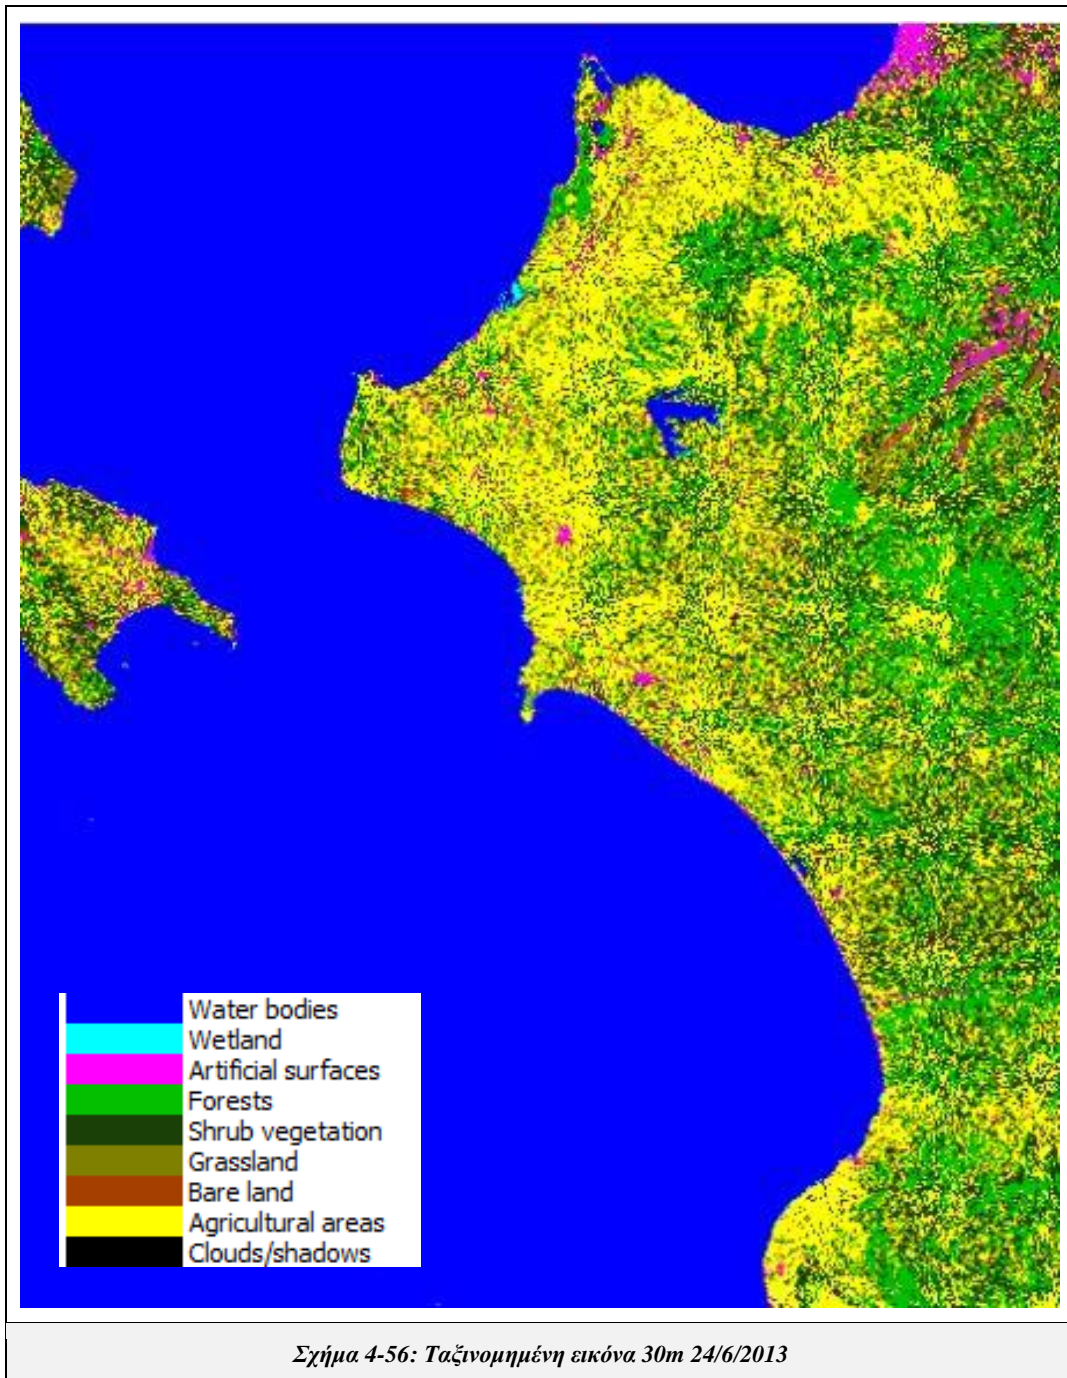 Water bodies
Wetland
Artificial surfaces
Forests
Shrub vegetation
Grassland
Bare land
Agricultural areas
Clouds/shadows
Σχήμα 4-56: Ταξινομημένη εικόνα 30m 24/6/2013